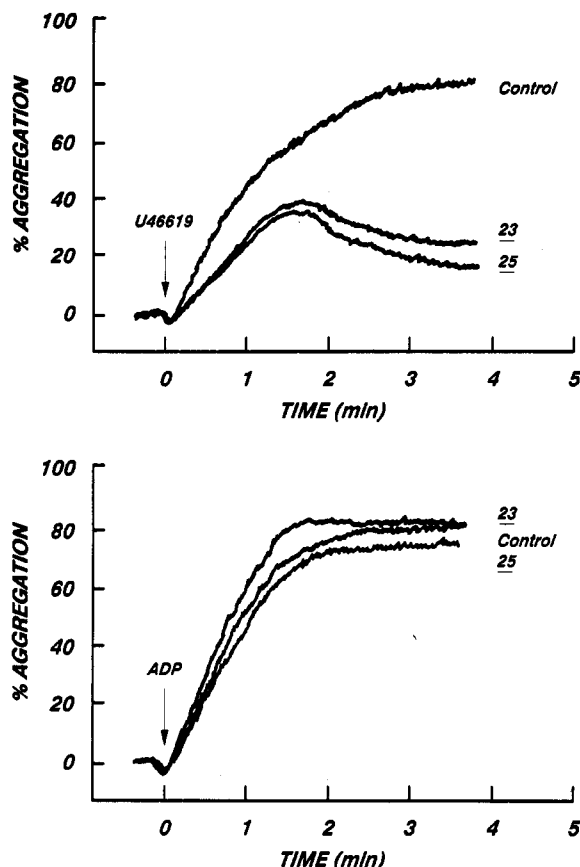 100
80
60
40
20
0
% AGGREGATION
U46619
Control
23
25
0 1 2 3 4 5
TIME (min)
100
80
60
40
20
0
% AGGREGATION
ADP
23
Control
25
0 1 2 3 4 5
TIME (min)